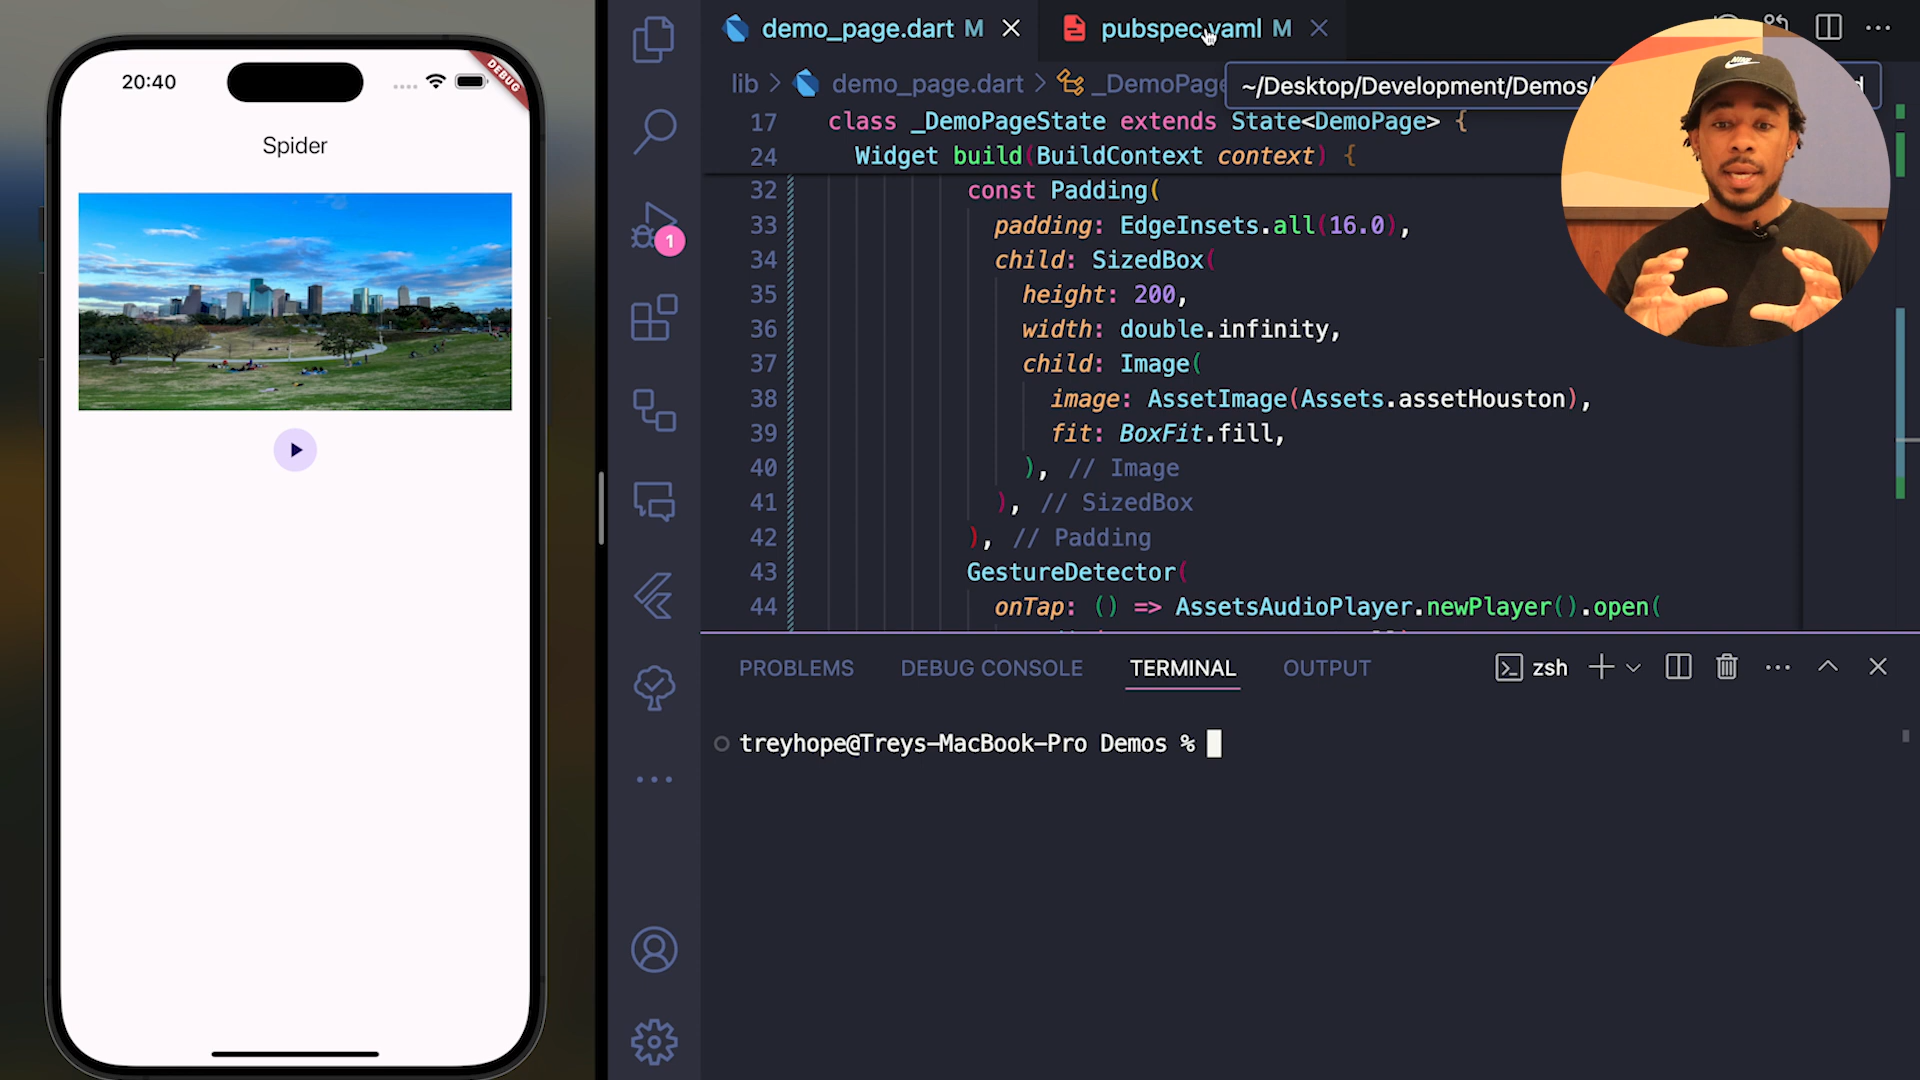 20:40
DEBUG
Spider
demo_page.dart M
pubspec.yaml M
lib > demo_page.dart > _DemoPage
~/Desktop/Development/Demos/
17 class _DemoPageState extends State<DemoPage> {
24 Widget build(BuildContext context) {
32 const Padding(
33 padding: EdgeInsets.all(16.0),
34 child: SizedBox(
35 height: 200,
36 width: double.infinity,
37 child: Image(
38 image: AssetImage(Assets.assetHouston),
39 fit: BoxFit.fill,
40 ), // Image
41 ), // SizedBox
42 ), // Padding
43 GestureDetector(
44 onTap: () => AssetsAudioPlayer.newPlayer().open(
1
PROBLEMS DEBUG CONSOLE TERMINAL OUTPUT zsh
treyhope@Treys-MacBook-Pro Demos %